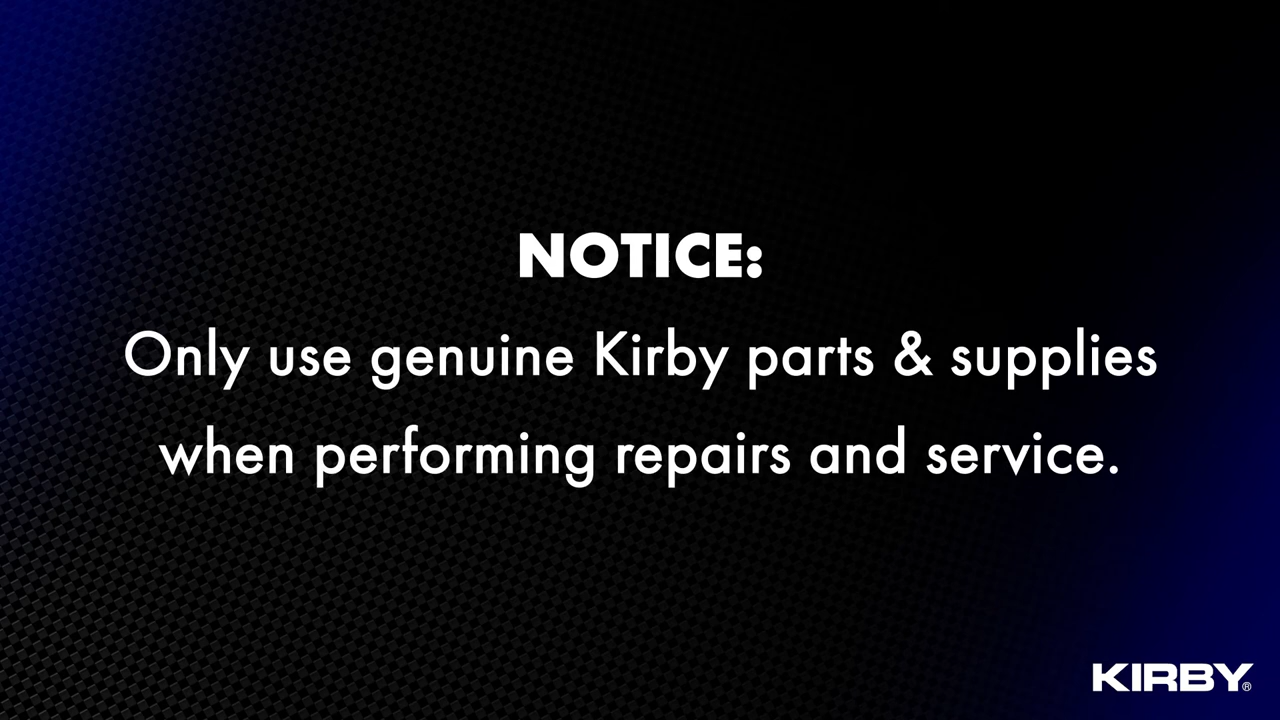 NOTICE:
Only use genuine Kirby parts & supplies
when performing repairs and service.
KIRBY®